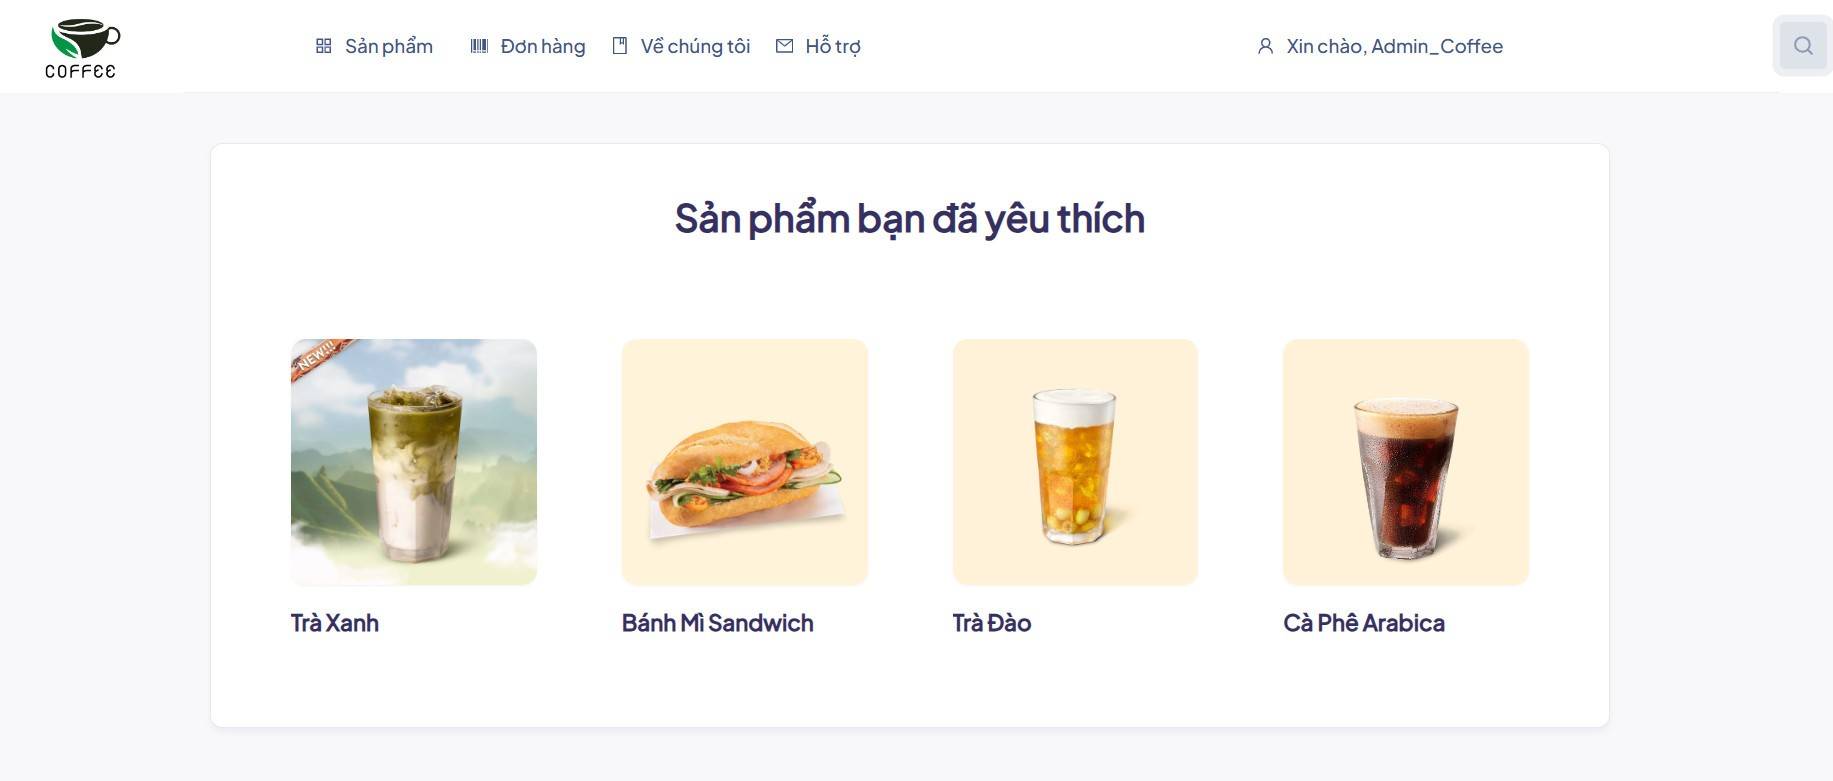 COFFEE
Sản phẩm
Đơn hàng
Về chúng tôi
Hỗ trợ
Xin chào, Admin_Coffee
Sản phẩm bạn đã yêu thích
NEW!!!
Trà Xanh
Bánh Mì Sandwich
Trà Đào
Cà Phê Arabica